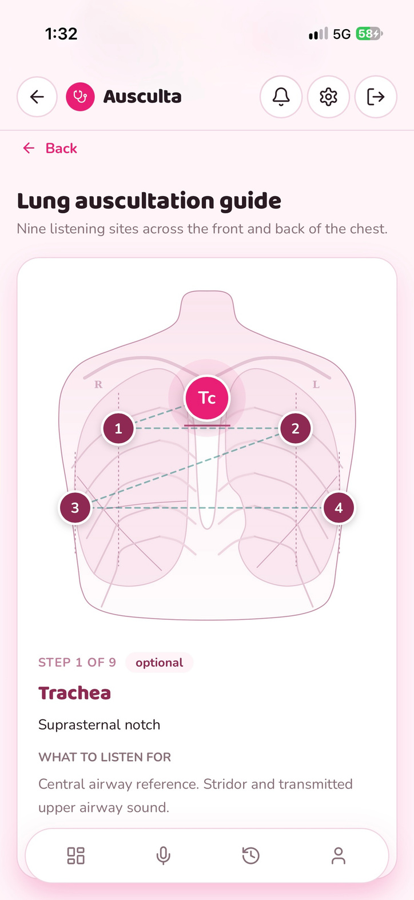 1:32
5G
58
Ausculta
Back
Lung auscultation guide
Nine listening sites across the front and back of the chest.
R
L
Tc
1
2
3
4
STEP 1 OF 9
optional
Trachea
Suprasternal notch
WHAT TO LISTEN FOR
Central airway reference. Stridor and transmitted
upper airway sound.